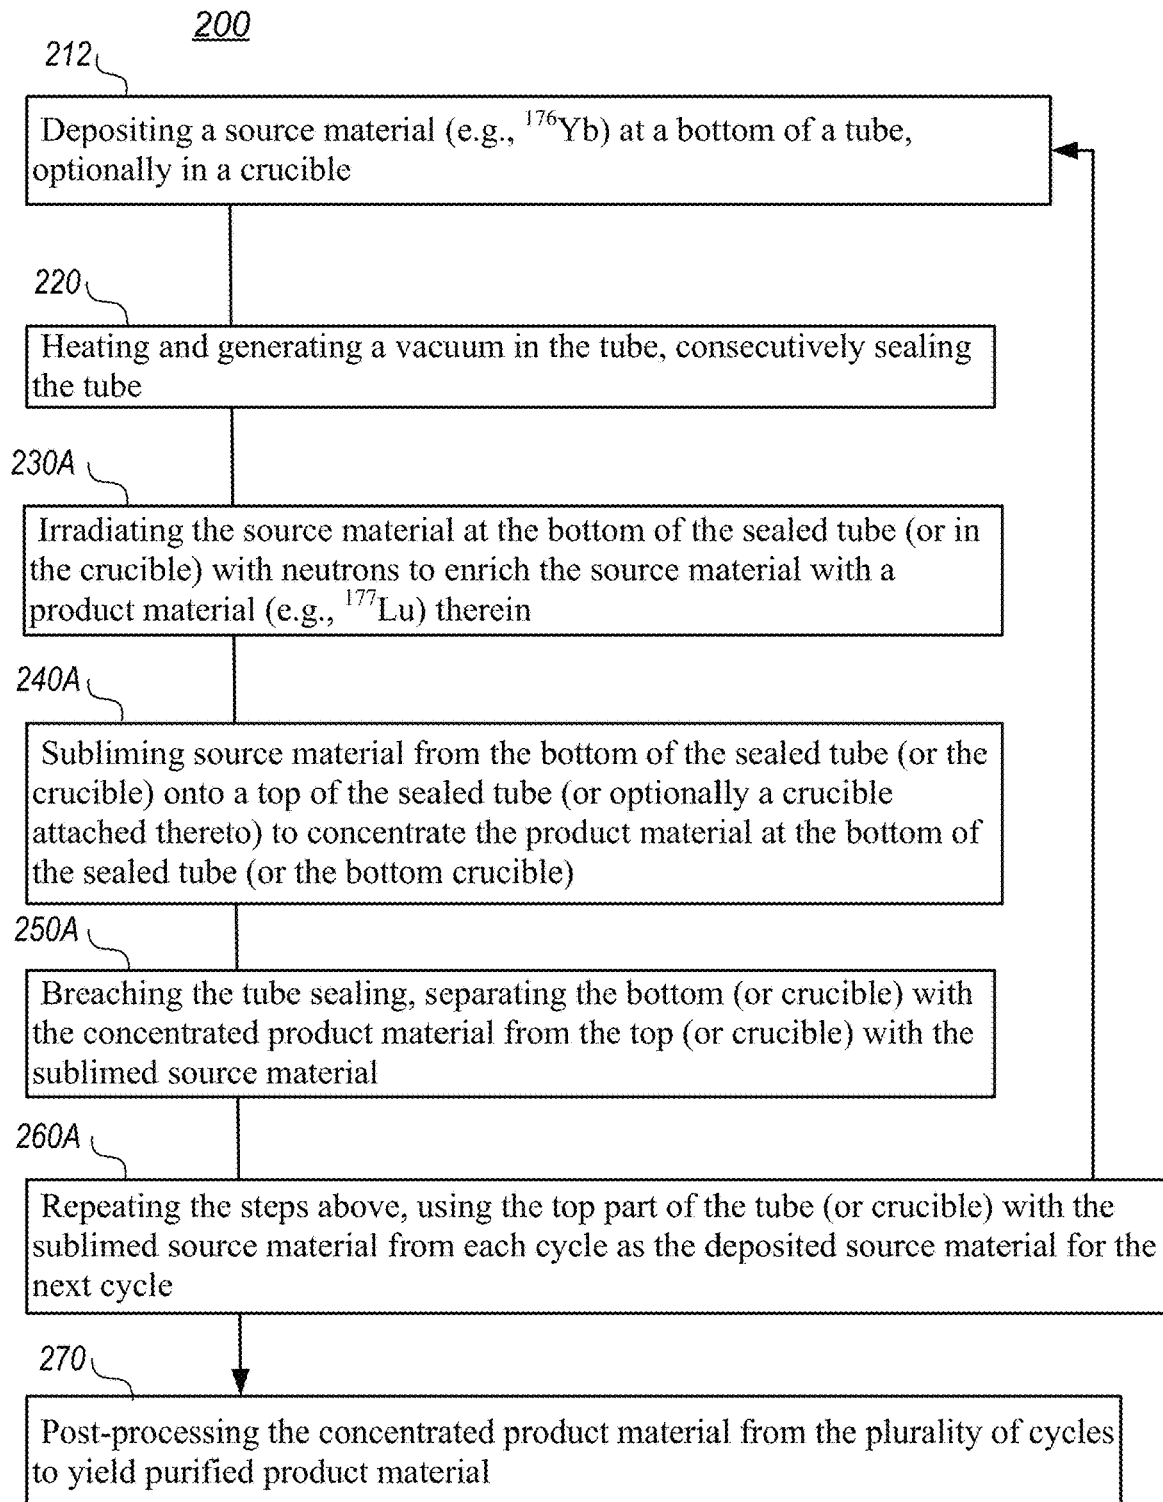 200
212
Depositing a source material (e.g., ¹⁷⁶Yb) at a bottom of a tube,
optionally in a crucible
220
Heating and generating a vacuum in the tube, consecutively sealing
the tube
230A
Irradiating the source material at the bottom of the sealed tube (or in
the crucible) with neutrons to enrich the source material with a
product material (e.g., ¹⁷⁷Lu) therein
240A
Subliming source material from the bottom of the sealed tube (or the
crucible) onto a top of the sealed tube (or optionally a crucible
attached thereto) to concentrate the product material at the bottom of
the sealed tube (or the bottom crucible)
250A
Breaching the tube sealing, separating the bottom (or crucible) with
the concentrated product material from the top (or crucible) with the
sublimed source material
260A
Repeating the steps above, using the top part of the tube (or crucible) with the
sublimed source material from each cycle as the deposited source material for the
next cycle
270
Post-processing the concentrated product material from the plurality of cycles
to yield purified product material